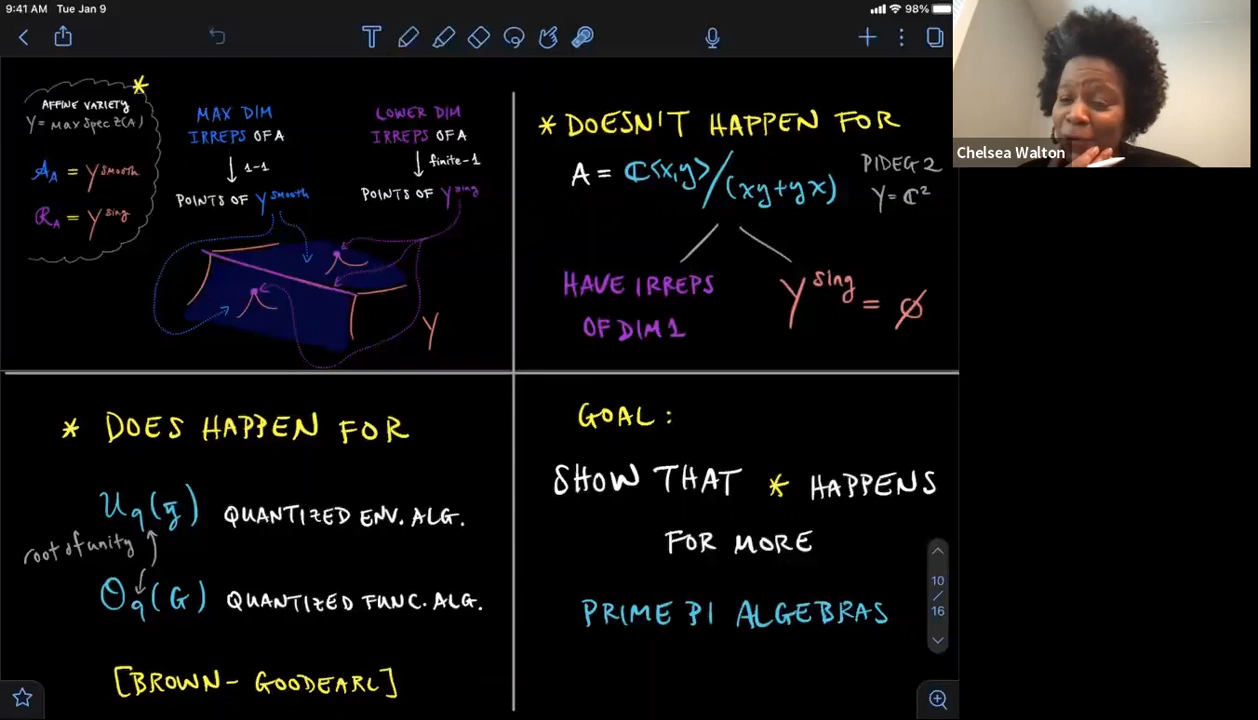 9:41 AM Tue Jan 9
98%
T
*
AFFINE VARIETY
Y = maxSpec Z(A)
𝒜_A = Y^smooth
ℛ_A = Y^sing
MAX DIM
IRREPS OF A
↓ 1-1
POINTS OF Y^smooth
LOWER DIM
IRREPS OF A
↓ finite-1
POINTS OF Y^sing
Y
* DOESN'T HAPPEN FOR
A = ℂ<x,y>/(xy+yx)
PIDEG 2
Y = ℂ²
HAVE IRREPS
OF DIM 1
Y^sing = ∅
* DOES HAPPEN FOR
U_q(g) QUANTIZED ENV. ALG.
root of unity
O_q(G) QUANTIZED FUNC. ALG.
[BROWN - GOODEARL]
GOAL:
SHOW THAT * HAPPENS
FOR MORE
PRIME PI ALGEBRAS
10
/
16
Chelsea Walton